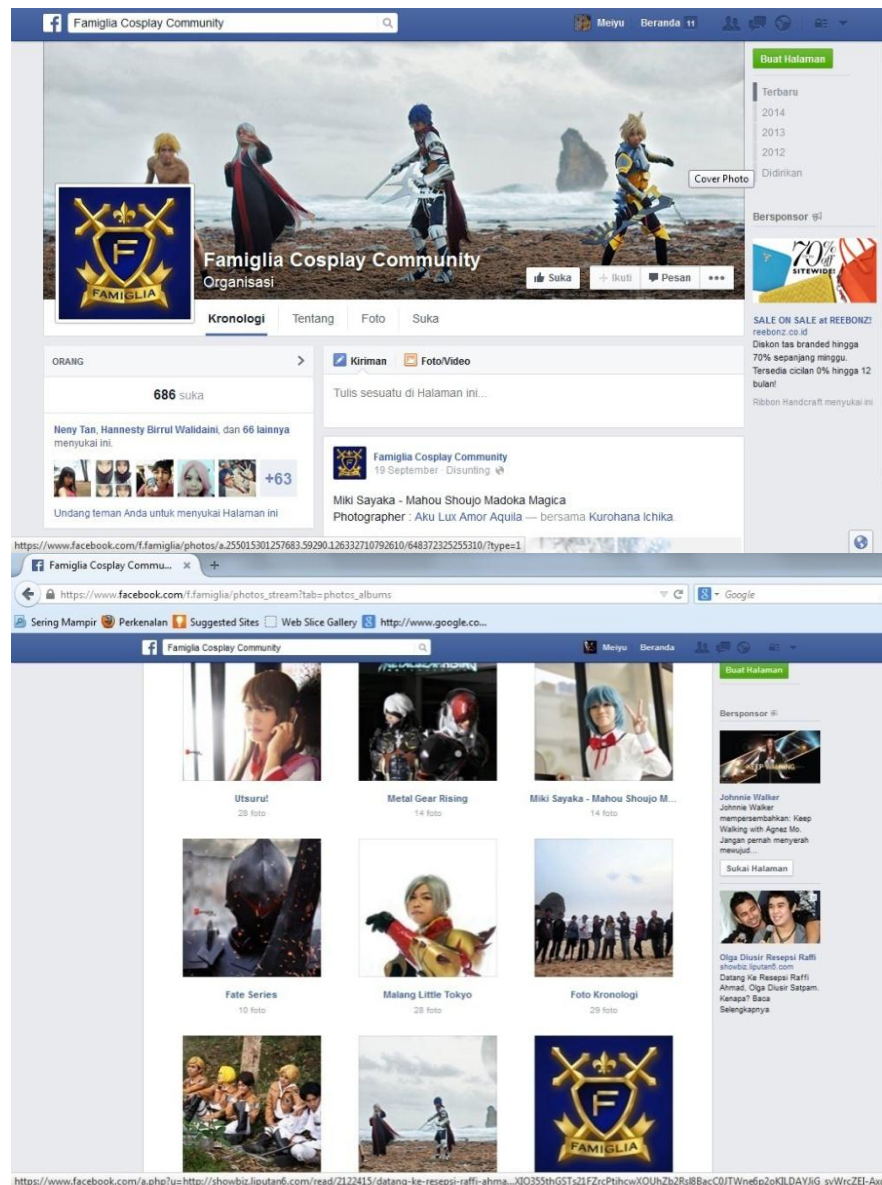 Famiglia Cosplay Community
Meiyu Beranda 11
Buat Halaman
Terbaru
2014
2013
2012
Didirikan
Cover Photo
FAMIGLIA
F
Famiglia Cosplay Community
Organisasi
Suka Ikuti Pesan
Kronologi Tentang Foto Suka
Bersponsor
70% off
SITEWIDE!
SALE ON SALE at REEBONZ!
reebonz.co.id
Diskon tas branded hingga
70% sepanjang minggu.
Tersedia cicilan 0% hingga 12
bulan!
Ribbon Handcraft menyukai ini
ORANG
686 suka
Neny Tan, Hannesty Birrul Walidaini, dan 66 lainnya
menyukai ini.
+63
Undang teman Anda untuk menyukai Halaman ini
Kiriman Foto/Video
Tulis sesuatu di Halaman ini...
Famiglia Cosplay Community
19 September · Disunting
Miki Sayaka - Mahou Shoujo Madoka Magica
Photographer : Aku Lux Amor Aquila — bersama Kurohana Ichika.
https://www.facebook.com/f.famiglia/photos/a.255015301257683.59290.126332710792610/648372325255310/?type=1
Famiglia Cosplay Commu... × +
https://www.facebook.com/f.famiglia/photos_stream?tab=photos_albums
Google
Sering Mampir Perkenalan Suggested Sites Web Slice Gallery http://www.google.co...
Famiglia Cosplay Community
Meiyu Beranda
Buat Halaman
Utsuru!
28 foto
Metal Gear Rising
14 foto
Miki Sayaka - Mahou Shoujo M...
14 foto
Fate Series
10 foto
Malang Little Tokyo
28 foto
Foto Kronologi
29 foto
F
FAMIGLIA
Bersponsor
KEEP WALKING
Johnnie Walker
Johnnie Walker
mempersembahkan: Keep
Walking with Agnez Mo.
Jangan pernah menyerah
mewujud...
Sukai Halaman
Olga Diusir Resepsi Raffi
showbiz.liputan6.com
Datang Ke Resepsi Raffi
Ahmad, Olga Diusir Satpam.
Kenapa? Baca
Selengkapnya